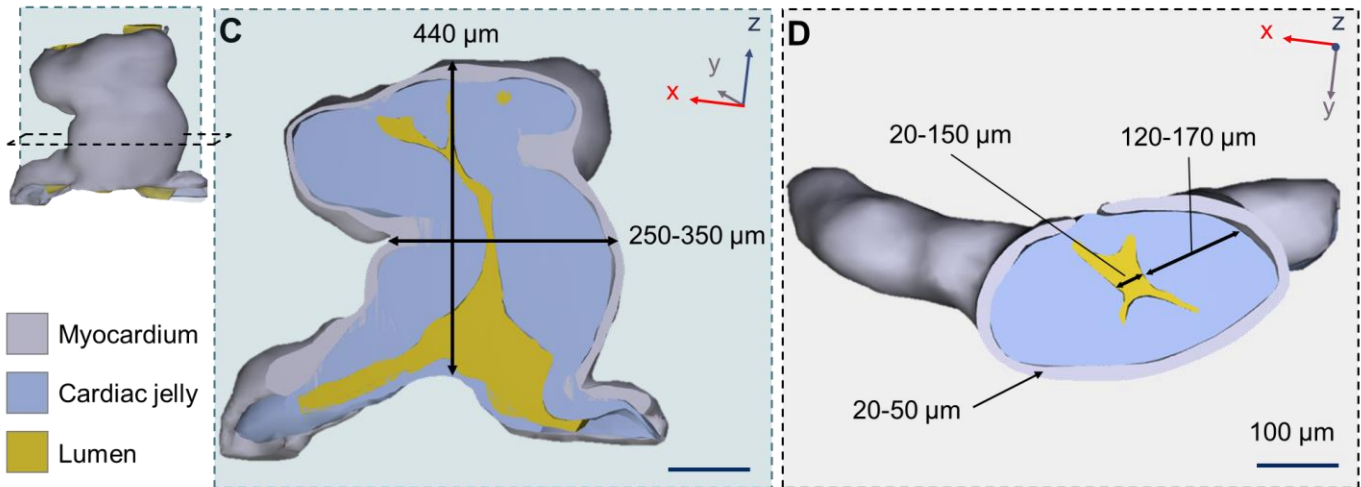 C
440 µm
z
y
x
250-350 µm
D
x
z
y
20-150 µm
120-170 µm
20-50 µm
100 µm
Myocardium
Cardiac jelly
Lumen